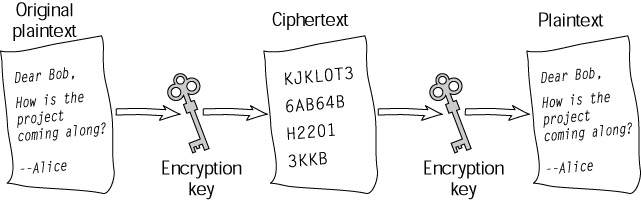 Original
plaintext
Dear Bob,
How is the
project
coming along?
--Alice
Encryption
key
Ciphertext
KJKLOT3
6AB64B
H2201
3KKB
Encryption
key
Plaintext
Dear Bob,
How is the
project
coming along?
--Alice